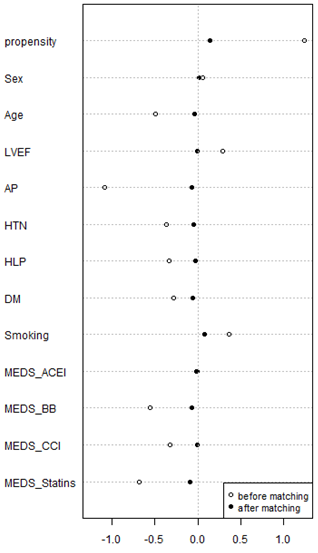 propensity
Sex
Age
LVEF
AP
HTN
HLP
DM
Smoking
MEDS_ACEI
MEDS_BB
MEDS_CCI
MEDS_Statins
before matching
after matching
-1.0 -0.5 0.0 0.5 1.0